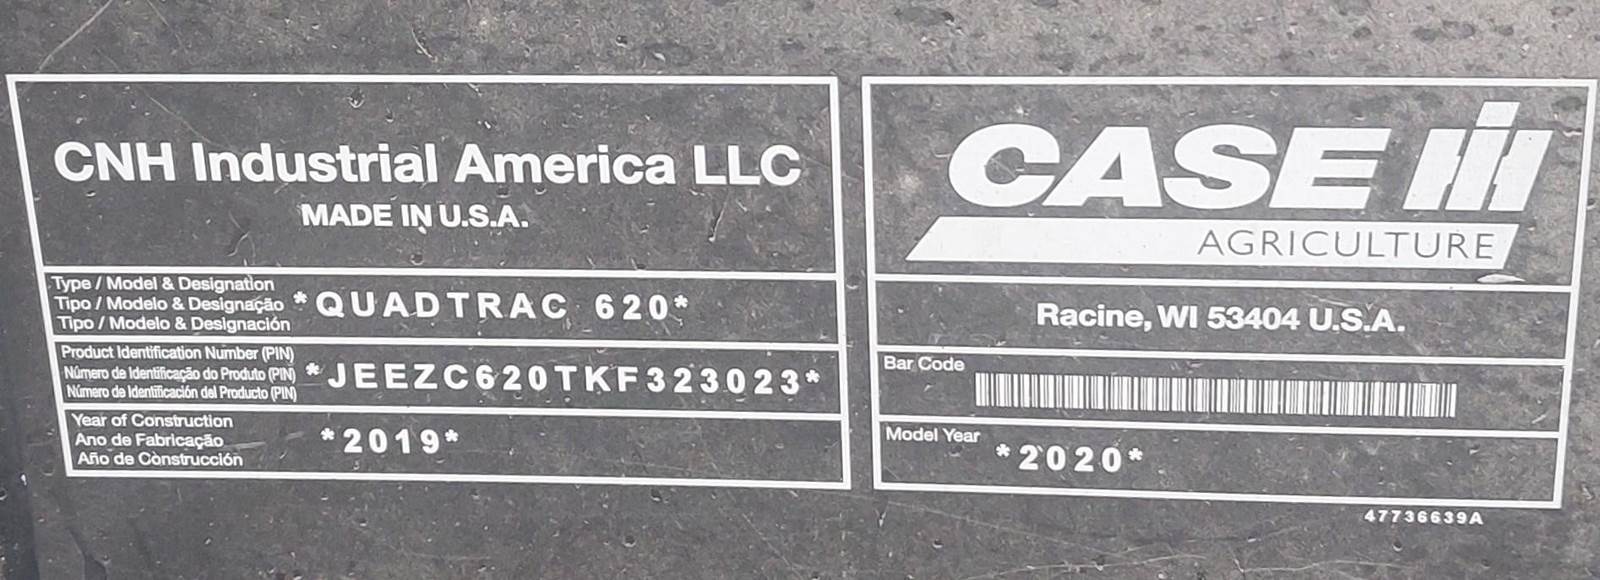 CNH Industrial America LLC
MADE IN U.S.A.
Type / Model & Designation
Tipo / Modelo & Designação
Tipo / Modelo & Designación
*QUADTRAC 620*
Product Identification Number (PIN)
Número de Identificação do Produto (PIN)
Número de Identificación del Producto (PIN)
*JEEZC620TKF323023*
Year of Construction
Ano de Fabricação
Año de Construcción
*2019*
CASE IH
AGRICULTURE
Racine, WI 53404 U.S.A.
Bar Code
Model Year
*2020*
47736639A